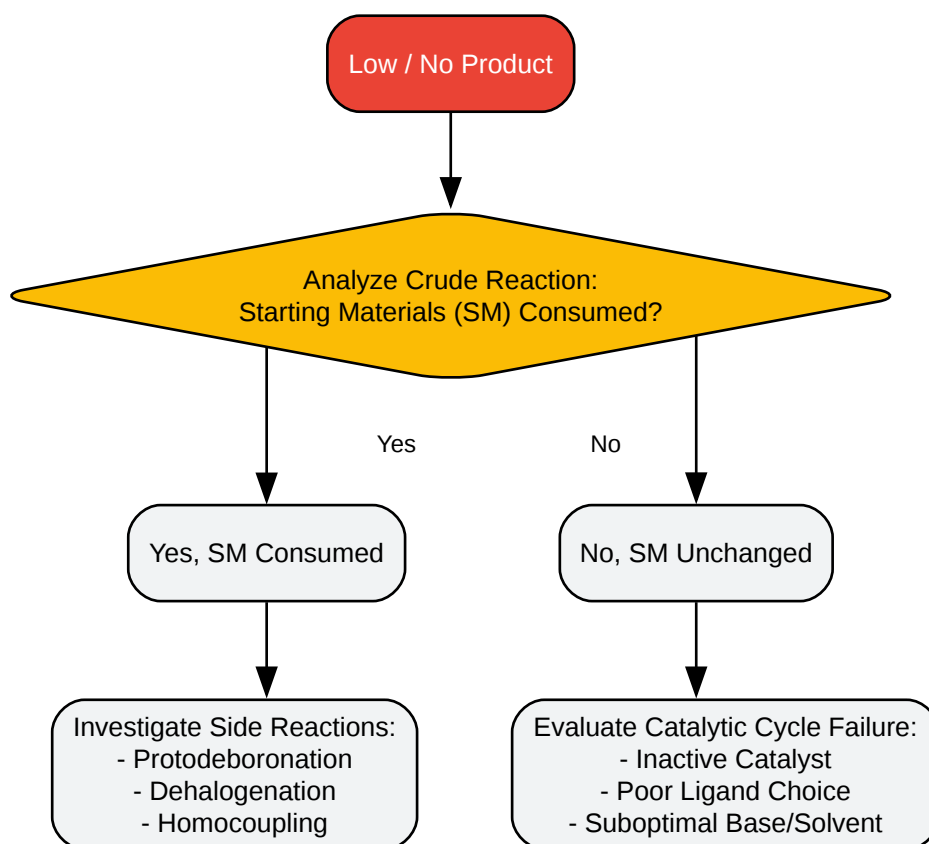 Low / No Product
Analyze Crude Reaction:
Starting Materials (SM) Consumed?
Yes
No
Yes, SM Consumed
No, SM Unchanged
Investigate Side Reactions:
- Protodeboronation
- Dehalogenation
- Homocoupling
Evaluate Catalytic Cycle Failure:
- Inactive Catalyst
- Poor Ligand Choice
- Suboptimal Base/Solvent